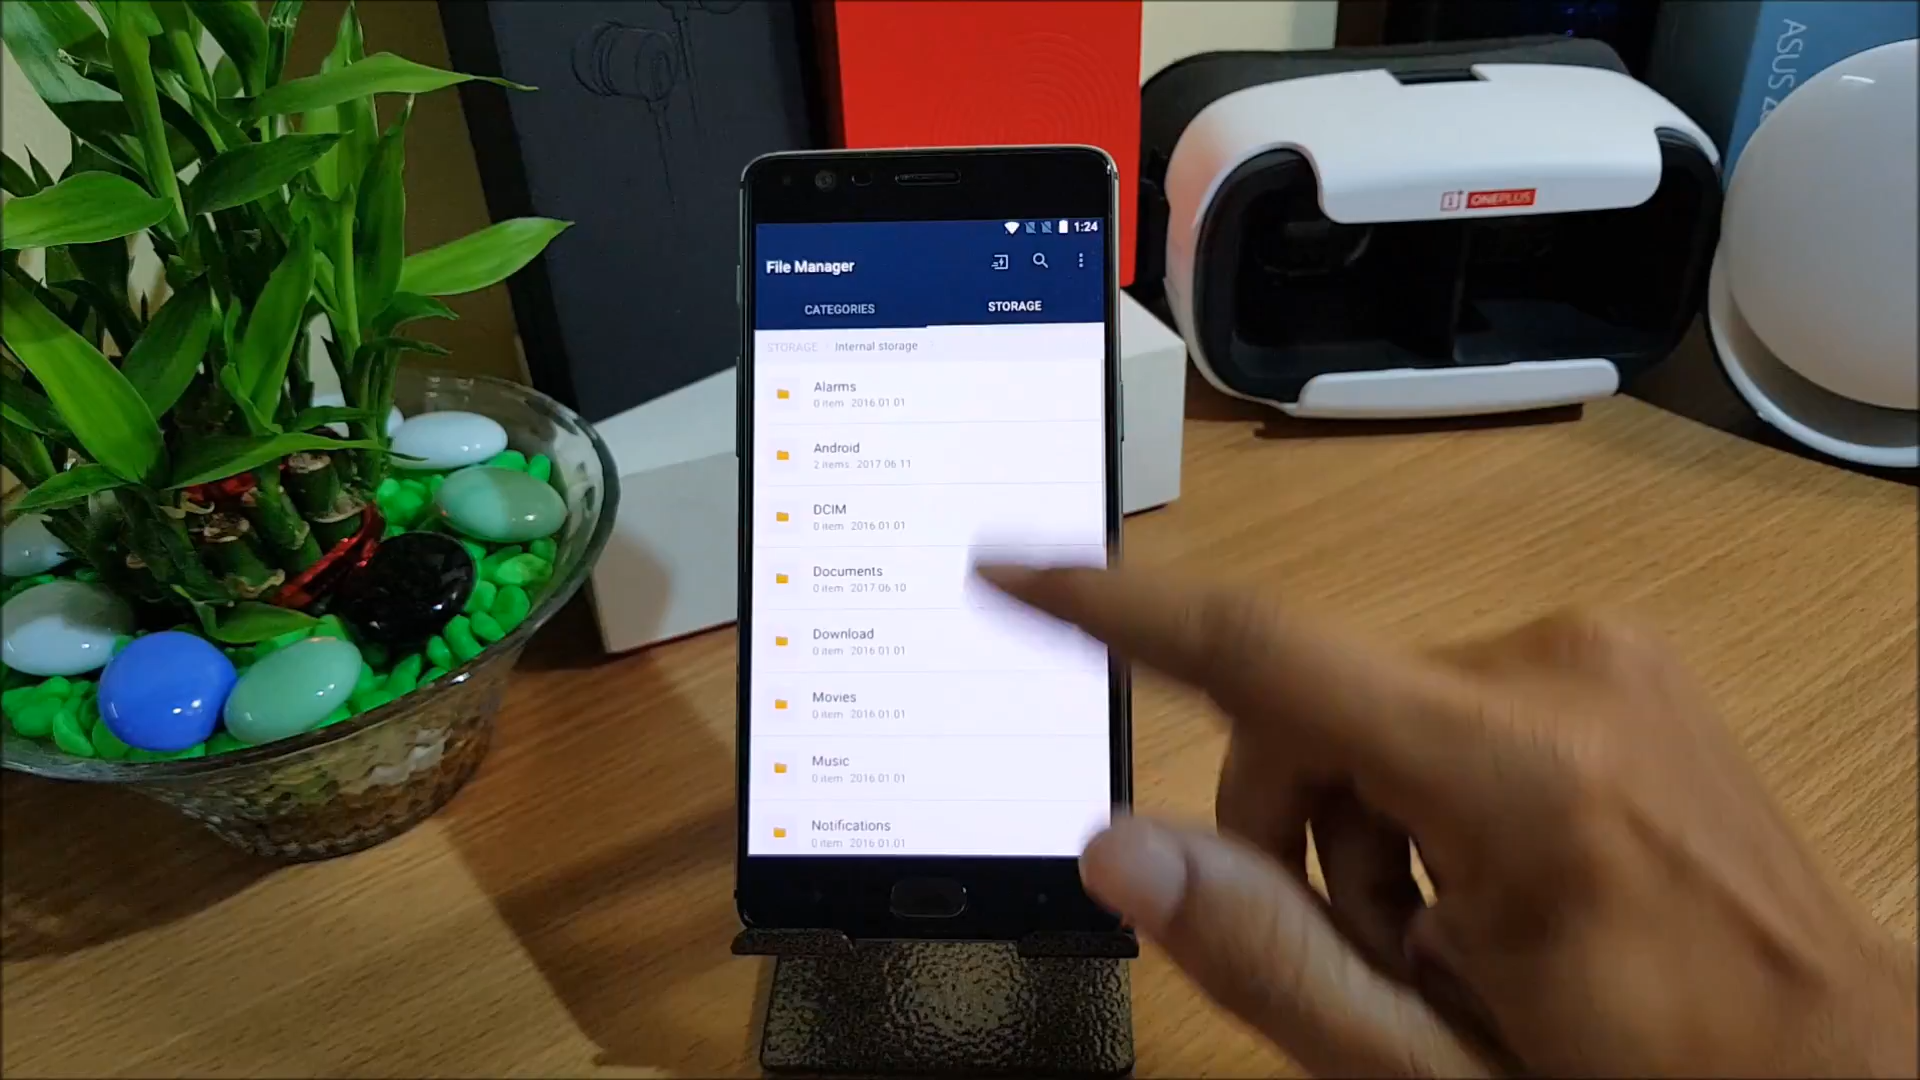 ASUS
ONEPLUS
1:24
File Manager
CATEGORIES
STORAGE
STORAGE
Internal storage
Alarms
0 item 2016.01.01
Android
2 items 2017.06.11
DCIM
0 item 2016.01.01
Documents
0 item 2017.06.10
Download
0 item 2016.01.01
Movies
0 item 2016.01.01
Music
0 item 2016.01.01
Notifications
0 item 2016.01.01